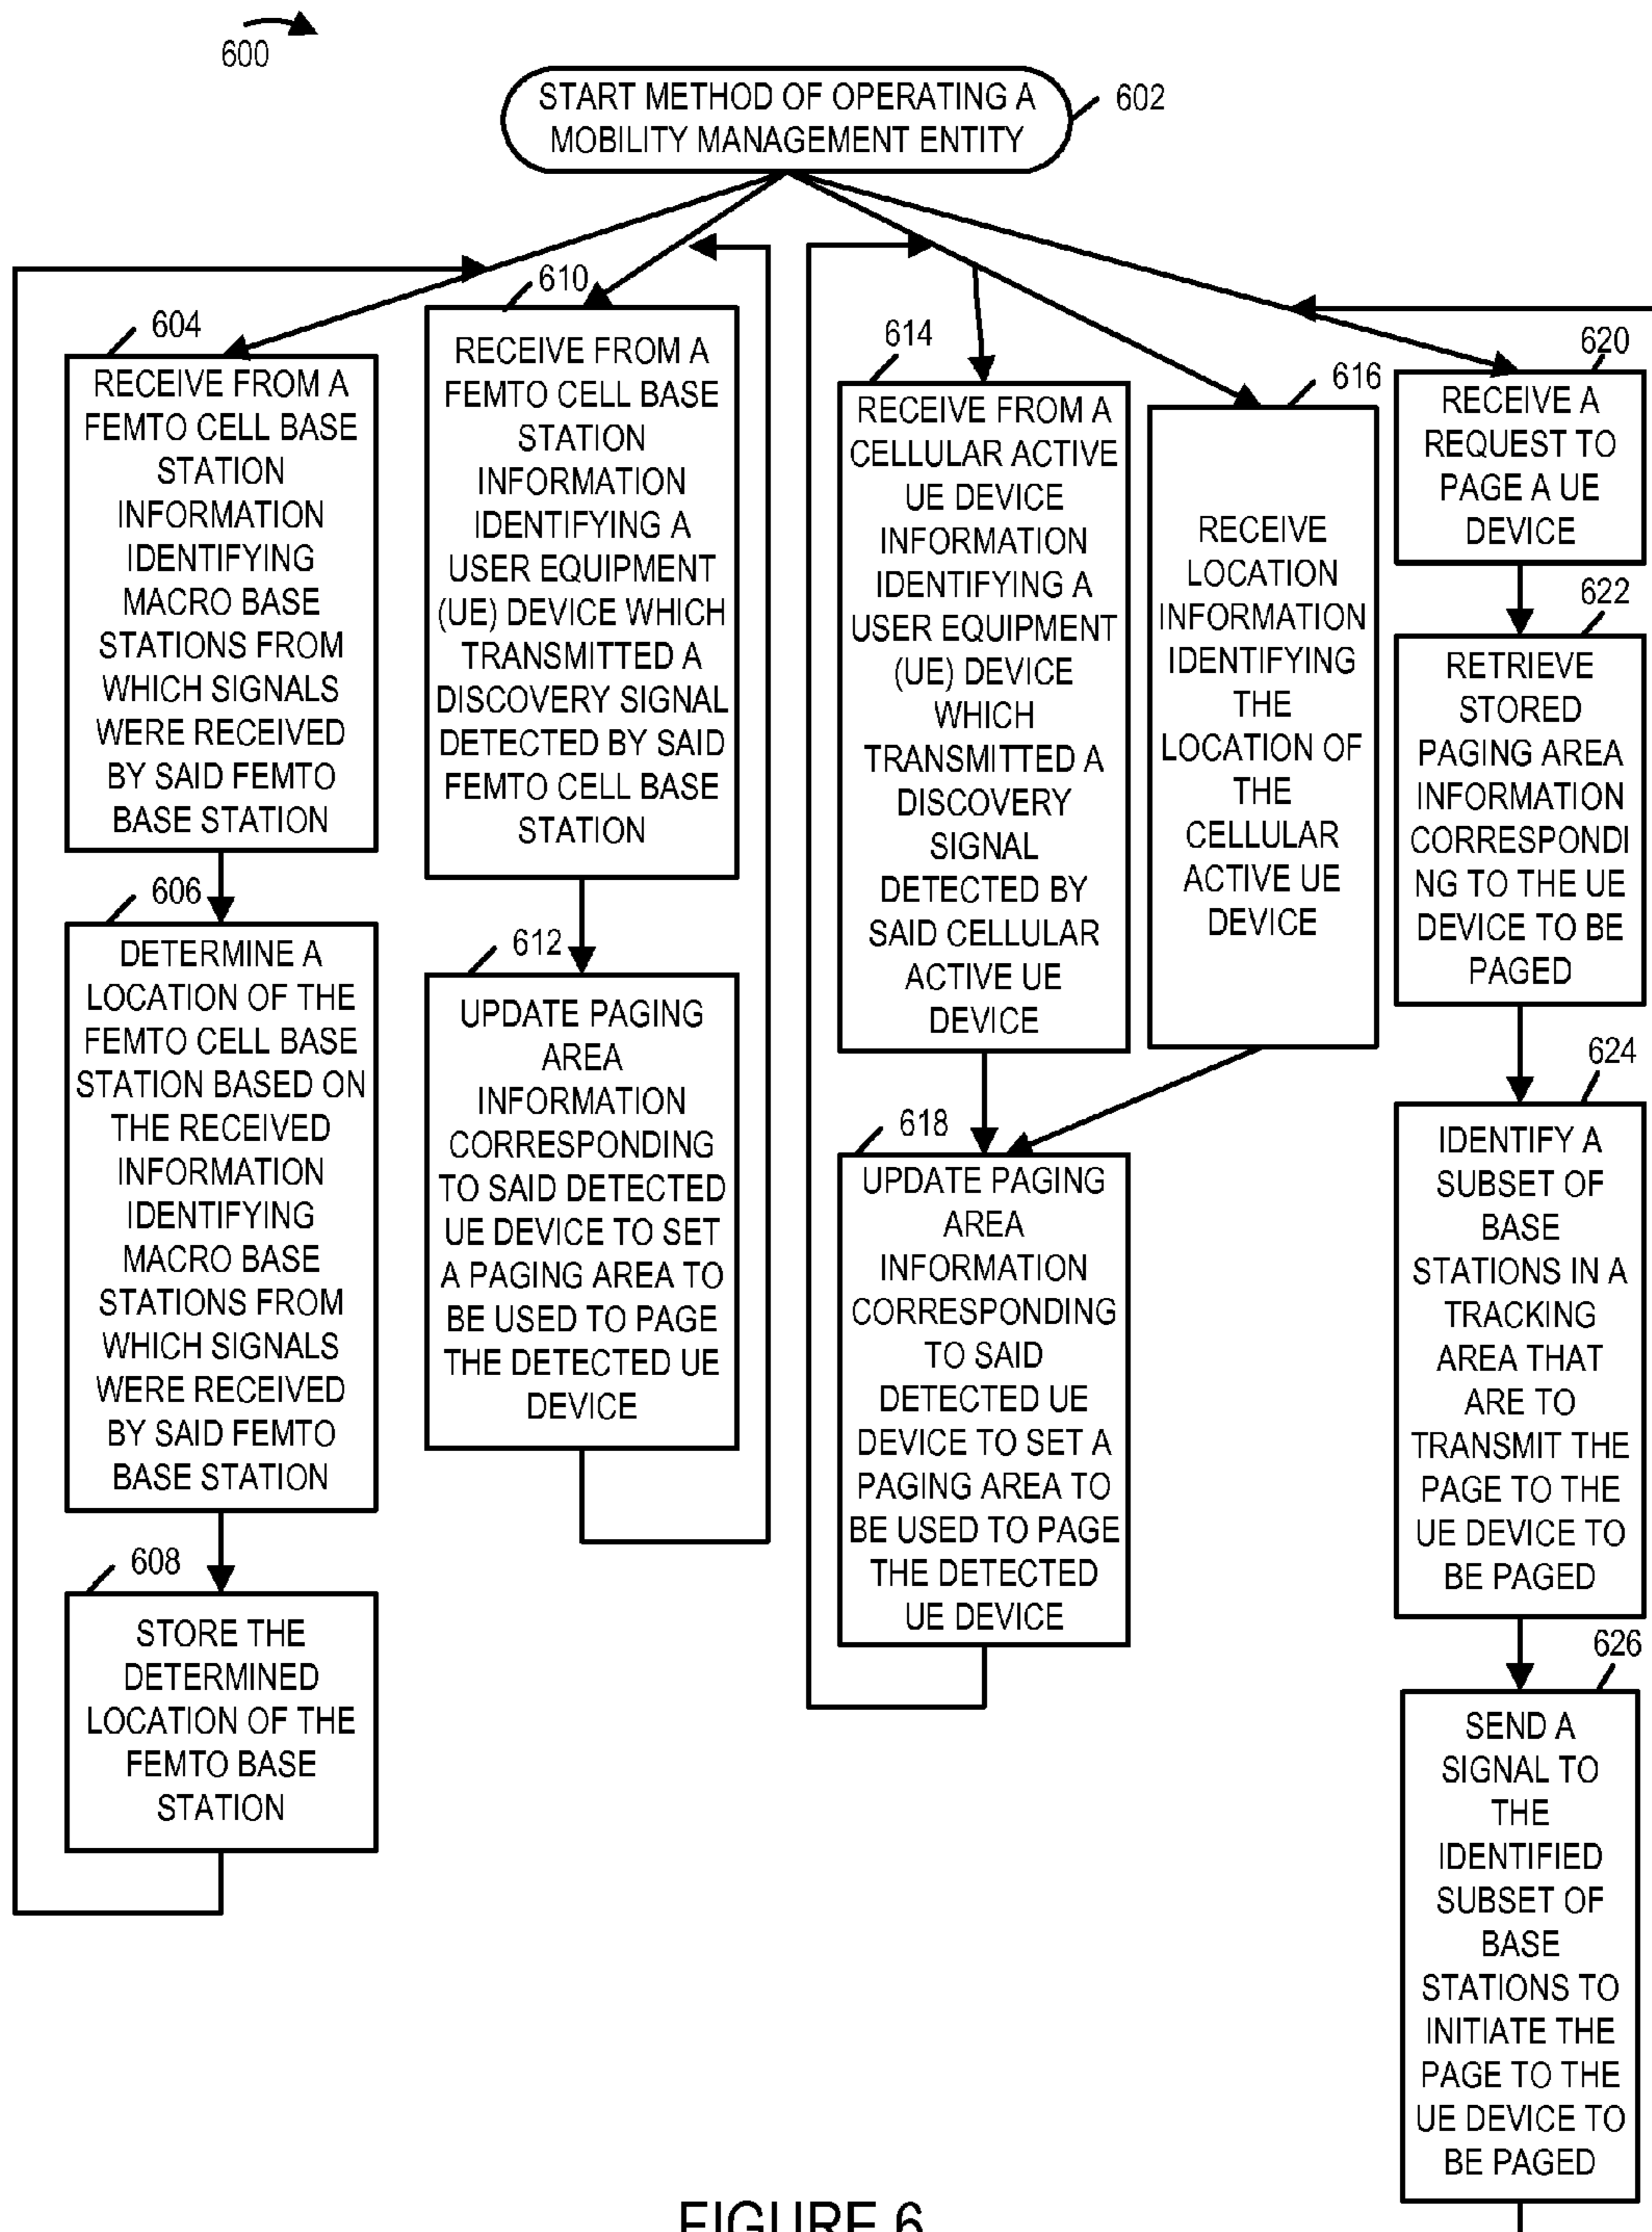 600
START METHOD OF OPERATING A
MOBILITY MANAGEMENT ENTITY
602
604
RECEIVE FROM A
FEMTO CELL BASE
STATION
INFORMATION
IDENTIFYING
MACRO BASE
STATIONS FROM
WHICH SIGNALS
WERE RECEIVED
BY SAID FEMTO
BASE STATION
606
DETERMINE A
LOCATION OF THE
FEMTO CELL BASE
STATION BASED ON
THE RECEIVED
INFORMATION
IDENTIFYING
MACRO BASE
STATIONS FROM
WHICH SIGNALS
WERE RECEIVED
BY SAID FEMTO
BASE STATION
608
STORE THE
DETERMINED
LOCATION OF THE
FEMTO BASE
STATION
610
RECEIVE FROM A
FEMTO CELL BASE
STATION
INFORMATION
IDENTIFYING A
USER EQUIPMENT
(UE) DEVICE WHICH
TRANSMITTED A
DISCOVERY SIGNAL
DETECTED BY SAID
FEMTO CELL BASE
STATION
612
UPDATE PAGING
AREA
INFORMATION
CORRESPONDING
TO SAID DETECTED
UE DEVICE TO SET
A PAGING AREA TO
BE USED TO PAGE
THE DETECTED UE
DEVICE
614
RECEIVE FROM A
CELLULAR ACTIVE
UE DEVICE
INFORMATION
IDENTIFYING A
USER EQUIPMENT
(UE) DEVICE
WHICH
TRANSMITTED A
DISCOVERY
SIGNAL
DETECTED BY
SAID CELLULAR
ACTIVE UE
DEVICE
616
RECEIVE
LOCATION
INFORMATION
IDENTIFYING
THE
LOCATION OF
THE
CELLULAR
ACTIVE UE
DEVICE
618
UPDATE PAGING
AREA
INFORMATION
CORRESPONDING
TO SAID
DETECTED UE
DEVICE TO SET A
PAGING AREA TO
BE USED TO PAGE
THE DETECTED
UE DEVICE
620
RECEIVE A
REQUEST TO
PAGE A UE
DEVICE
622
RETRIEVE
STORED
PAGING AREA
INFORMATION
CORRESPONDI
NG TO THE UE
DEVICE TO BE
PAGED
624
IDENTIFY A
SUBSET OF
BASE
STATIONS IN A
TRACKING
AREA THAT
ARE TO
TRANSMIT THE
PAGE TO THE
UE DEVICE TO
BE PAGED
626
SEND A
SIGNAL TO
THE
IDENTIFIED
SUBSET OF
BASE
STATIONS TO
INITIATE THE
PAGE TO THE
UE DEVICE TO
BE PAGED
FIGURE 6